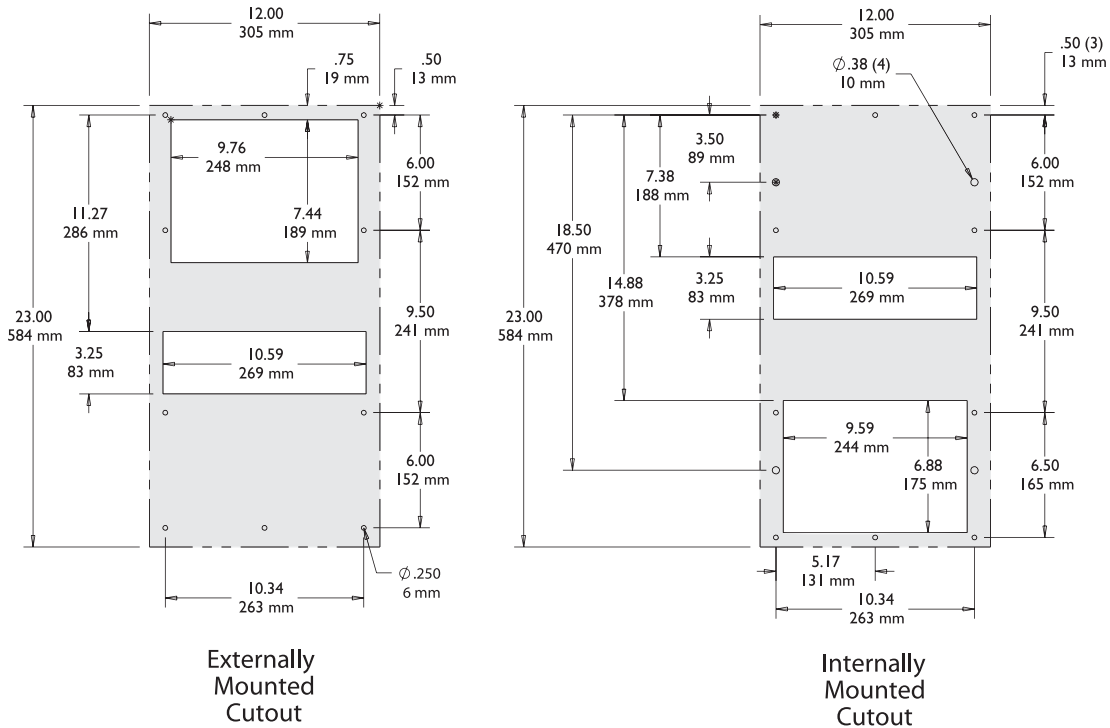 12.00
305 mm
.75
19 mm
.50
13 mm
9.76
248 mm
6.00
152 mm
11.27
286 mm
7.44
189 mm
23.00
584 mm
9.50
241 mm
3.25
83 mm
10.59
269 mm
6.00
152 mm
Ø.250
6 mm
10.34
263 mm
Externally
Mounted
Cutout
12.00
305 mm
.50 (3)
13 mm
Ø.38 (4)
10 mm
3.50
89 mm
6.00
152 mm
7.38
188 mm
18.50
470 mm
14.88
378 mm
3.25
83 mm
10.59
269 mm
23.00
584 mm
9.50
241 mm
9.59
244 mm
6.88
175 mm
6.50
165 mm
5.17
131 mm
10.34
263 mm
Internally
Mounted
Cutout